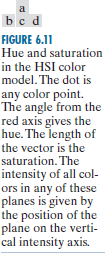 a
b c d
FIGURE 6.11
Hue and saturation
in the HSI color
model. The dot is
any color point.
The angle from the
red axis gives the
hue. The length of
the vector is the
saturation. The
intensity of all col-
ors in any of these
planes is given by
the position of the
plane on the verti-
cal intensity axis.